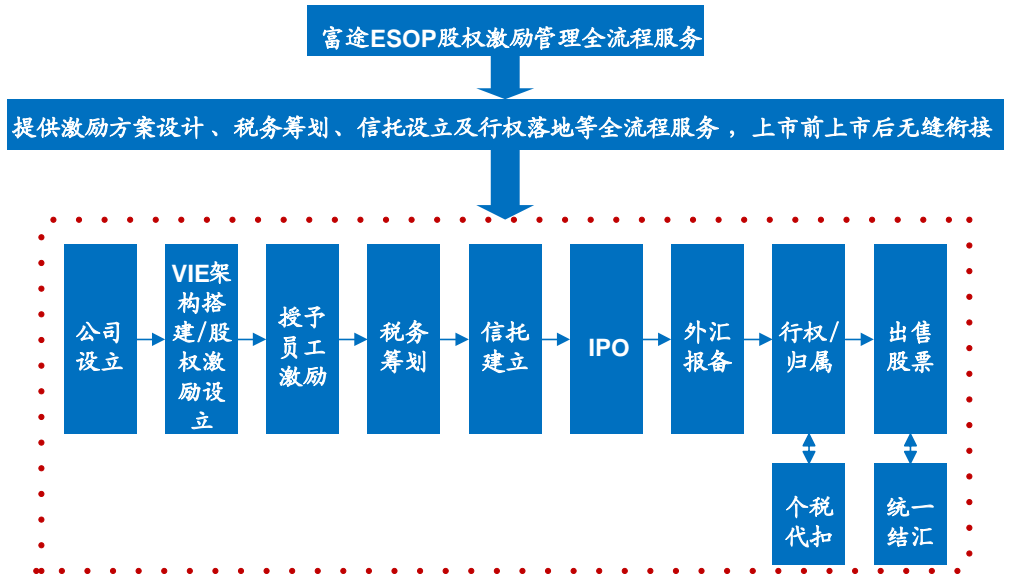 富途ESOP股权激励管理全流程服务
提供激励方案设计、税务筹划、信托设立及行权落地等全流程服务，上市前上市后无缝衔接
公司
设立
VIE架
构搭
建/股
权激
励设
立
授予
员工
激励
税务
筹划
信托
建立
IPO
外汇
报备
行权/
归属
出售
股票
个税
代扣
统一
结汇